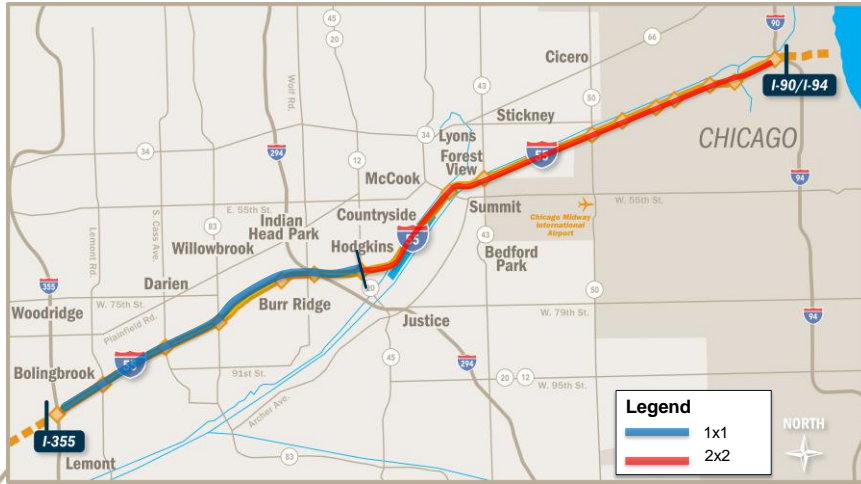 45
20
66
90
Cicero
I-90/I-94
Wolf Rd.
43
50
Stickney
34
Lyons
CHICAGO
34
294
12
55
Forest
View
McCook
94
S. Cass Ave.
E. 55th St.
Countryside
Summit
W. 55th St.
Lemont Rd.
83
Indian
Head Park
Chicago Midway
International
Airport
Willowbrook
Hodgkins
55
43
Bedford
Park
Darien
355
20
50
W. 75th St.
Burr Ridge
Woodridge
Plainfield Rd.
Justice
W. 79th St.
94
55
45
294
Bolingbrook
91st St.
20
12
W. 95th St.
Archer Ave.
Legend
1x1
2x2
NORTH
I-355
Lemont
83